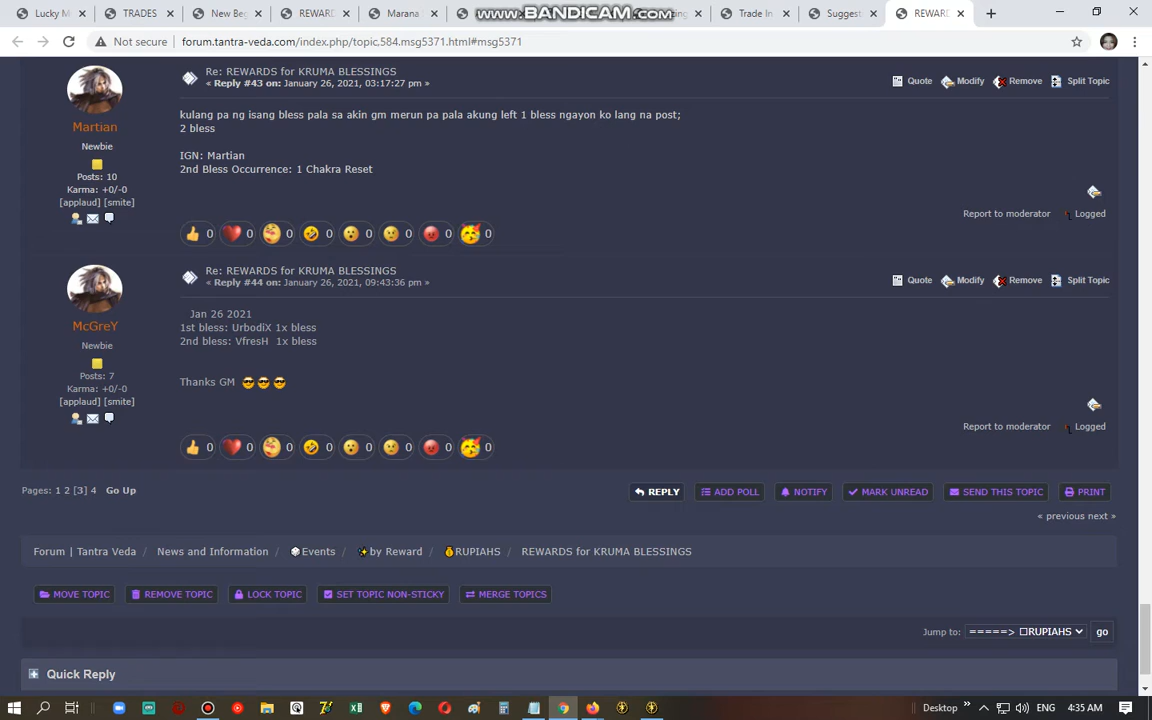 Lucky M
TRADES
New Beg
REWARD
Marana
www.BANDICAM.com
Trade In
Suggest
REWARD
Not secure
forum.tantra-veda.com/index.php/topic,584.msg5371.html#msg5371
Re: REWARDS for KRUMA BLESSINGS
« Reply #43 on: January 26, 2021, 03:17:27 pm »
Quote
Modify
Remove
Split Topic
kulang pa ng isang bless pala sa akin gm merun pa pala akung left 1 bless ngayon ko lang na post;
2 bless
IGN: Martian
2nd Bless Occurrence: 1 Chakra Reset
Martian
Newbie
Posts: 10
Karma: +0/-0
[applaud] [smite]
Report to moderator
Logged
0 0 0 0 0 0 0 0
Re: REWARDS for KRUMA BLESSINGS
« Reply #44 on: January 26, 2021, 09:43:36 pm »
Quote
Modify
Remove
Split Topic
Jan 26 2021
1st bless: UrbodiX 1x bless
2nd bless: VfresH 1x bless
Thanks GM
McGreY
Newbie
Posts: 7
Karma: +0/-0
[applaud] [smite]
Report to moderator
Logged
0 0 0 0 0 0 0 0
Pages: 1 2 [3] 4 Go Up
REPLY
ADD POLL
NOTIFY
MARK UNREAD
SEND THIS TOPIC
PRINT
« previous next »
Forum | Tantra Veda / News and Information / Events / by Reward / RUPIAHS / REWARDS for KRUMA BLESSINGS
MOVE TOPIC
REMOVE TOPIC
LOCK TOPIC
SET TOPIC NON-STICKY
MERGE TOPICS
Jump to: =====> □RUPIAHS
go
Quick Reply
Desktop
ENG
4:35 AM